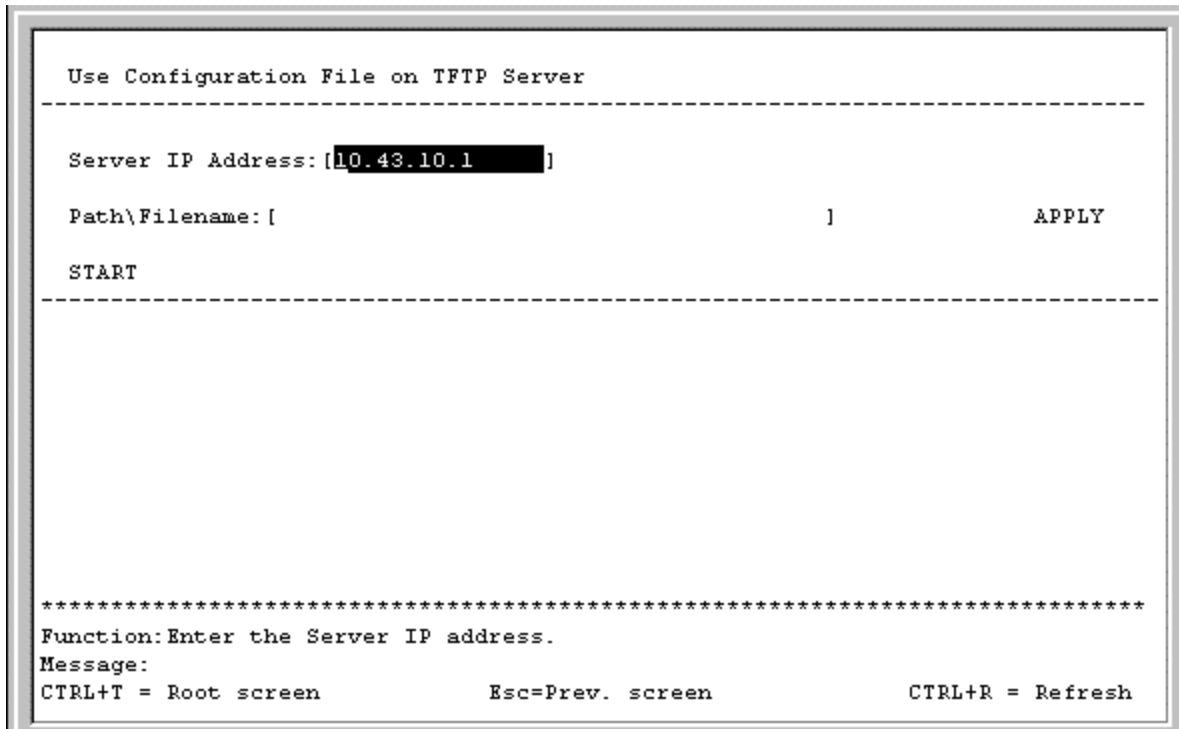 Use Configuration File on TFTP Server
--------------------------------------------------------------------------------
Server IP Address:[10.43.10.1     ]
Path\Filename:[                                        ]               APPLY
START
--------------------------------------------------------------------------------
********************************************************************************
Function:Enter the Server IP address.
Message:
CTRL+T = Root screen            Esc=Prev. screen              CTRL+R = Refresh